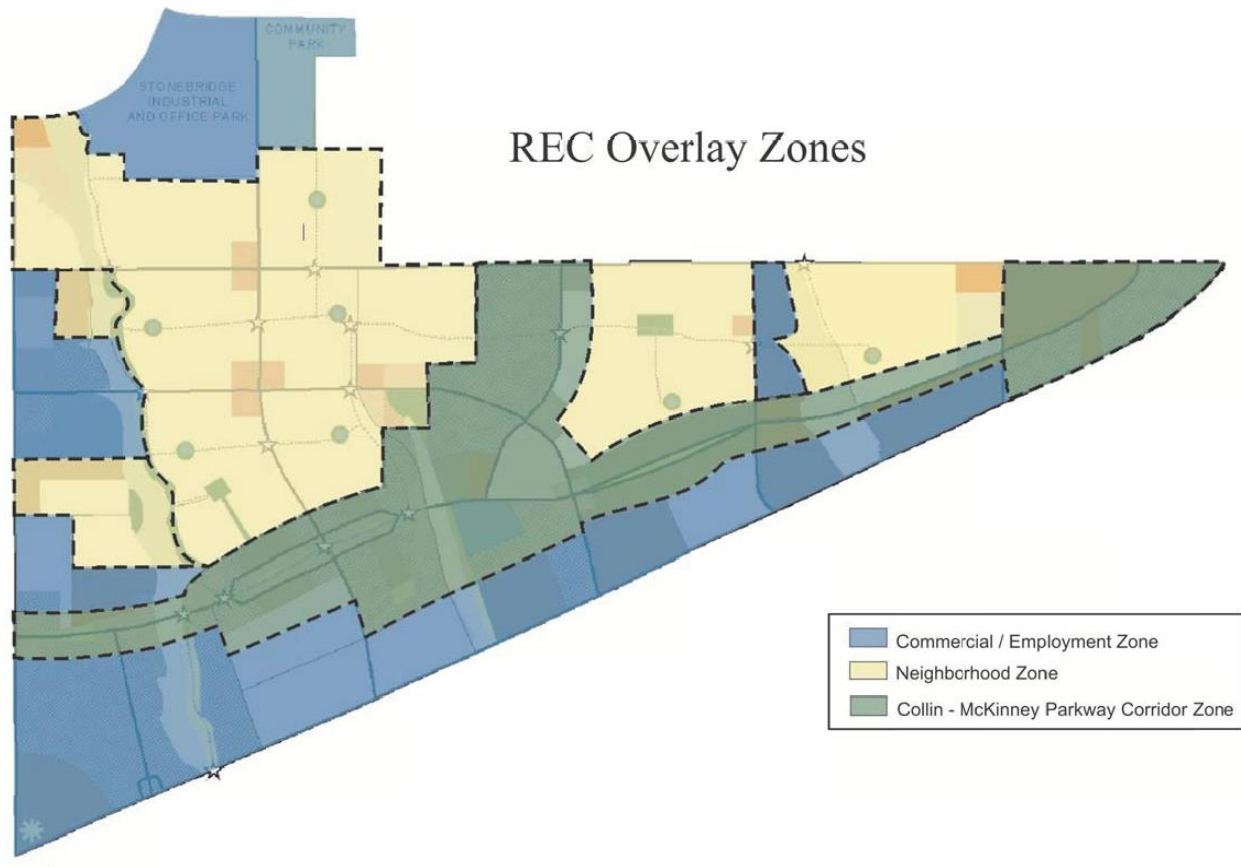 COMMUNITY
PARK
STONEBRIDGE
INDUSTRIAL
AND OFFICE PARK
REC Overlay Zones
Commercial / Employment Zone
Neighborhood Zone
Collin - McKinney Parkway Corridor Zone